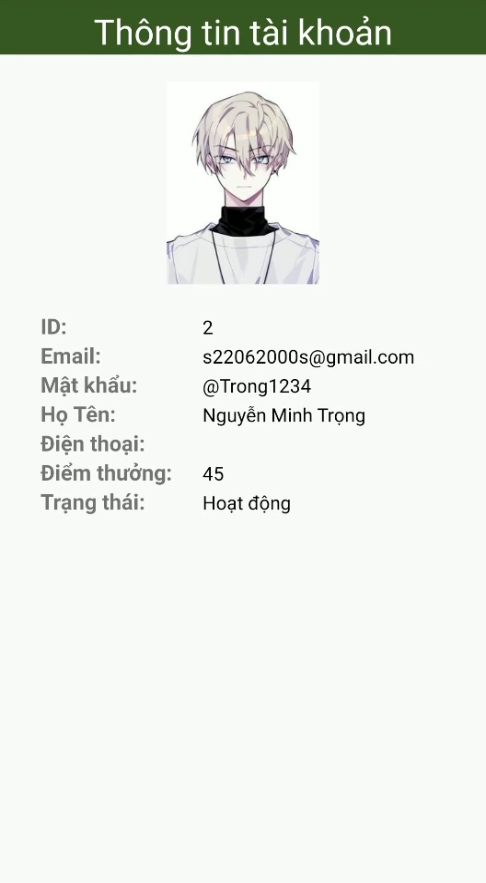 Thông tin tài khoản
ID: 2
Email: s22062000s@gmail.com
Mật khẩu: @Trong1234
Họ Tên: Nguyễn Minh Trọng
Điện thoại:
Điểm thưởng: 45
Trạng thái: Hoạt động